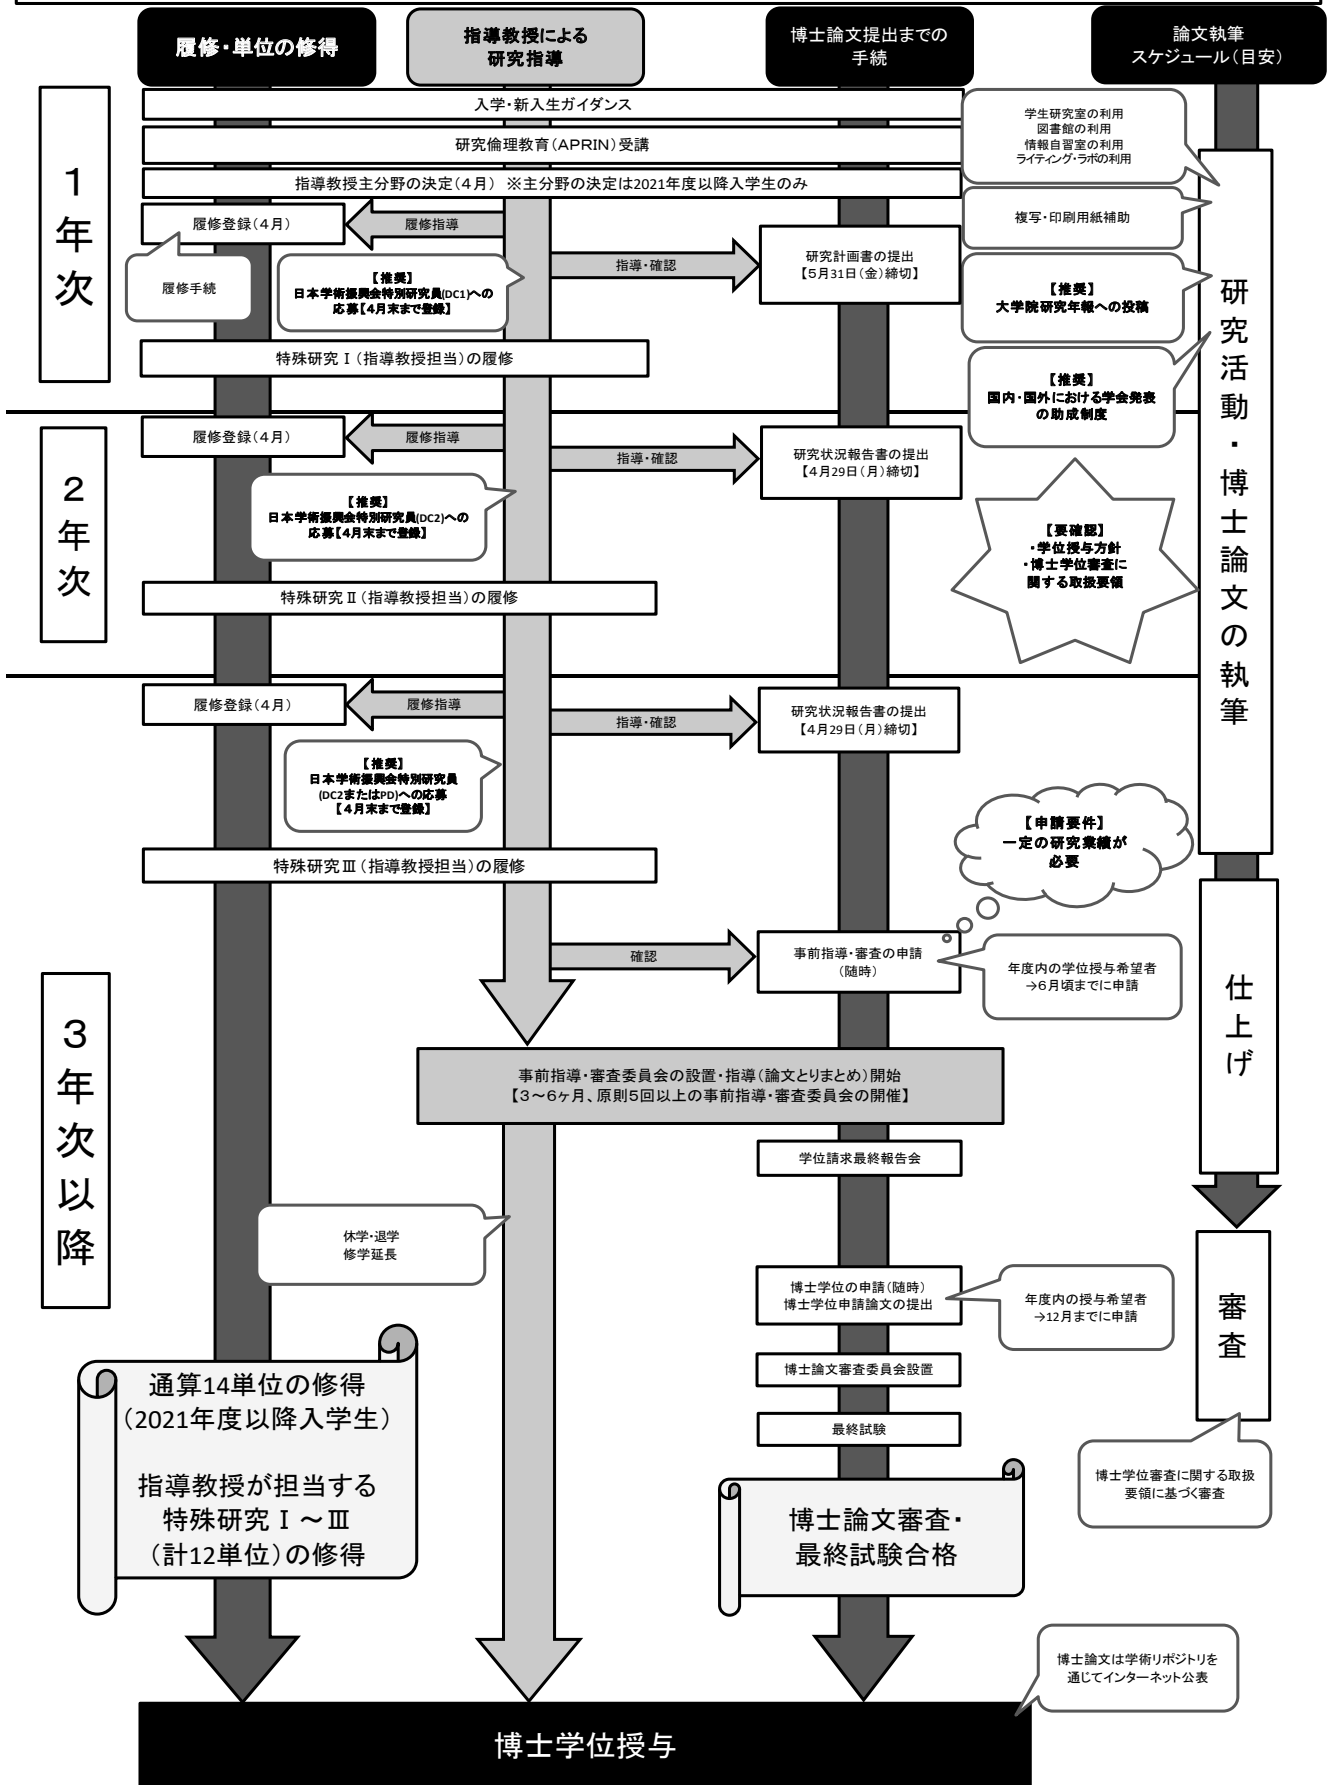 履修・単位の修得
指導教授による
研究指導
博士論文提出までの
手続
論文執筆
スケジュール（目安）
1年次
入学・新入生ガイダンス
研究倫理教育（APRIN）受講
指導教授主分野の決定（４月）　※主分野の決定は2021年度以降入学生のみ
学生研究室の利用
図書館の利用
情報自習室の利用
ライティング・ラボの利用
履修登録（４月）
履修指導
複写・印刷用紙補助
履修手続
【推奨】
日本学術振興会特別研究員(DC1)への
応募【４月末まで登録】
指導・確認
研究計画書の提出
【５月31日（金）締切】
【推奨】
大学院研究年報への投稿
研究活動・博士論文の執筆
特殊研究Ⅰ（指導教授担当）の履修
【推奨】
国内・国外における学会発表
の助成制度
2年次
履修登録（４月）
履修指導
指導・確認
研究状況報告書の提出
【４月29日（月）締切】
【推奨】
日本学術振興会特別研究員(DC2)への
応募【４月末まで登録】
【要確認】
・学位授与方針
・博士学位審査に
関する取扱要領
特殊研究Ⅱ（指導教授担当）の履修
3年次以降
履修登録（４月）
履修指導
指導・確認
研究状況報告書の提出
【４月29日（月）締切】
【推奨】
日本学術振興会特別研究員
(DC2またはPD)への応募
【４月末まで登録】
【申請要件】
一定の研究業績が
必要
特殊研究Ⅲ（指導教授担当）の履修
確認
事前指導・審査の申請
（随時）
年度内の学位授与希望者
→６月頃までに申請
仕上げ
事前指導・審査委員会の設置・指導（論文とりまとめ）開始
【３～６ヶ月、原則５回以上の事前指導・審査委員会の開催】
学位請求最終報告会
休学・退学
修学延長
博士学位の申請（随時）
博士学位申請論文の提出
年度内の授与希望者
→12月までに申請
審査
博士論文審査委員会設置
最終試験
通算14単位の修得
（2021年度以降入学生）
指導教授が担当する
特殊研究Ⅰ～Ⅲ
（計12単位）の修得
博士学位審査に関する取扱
要領に基づく審査
博士論文審査・
最終試験合格
博士論文は学術リポジトリを
通じてインターネット公表
博士学位授与